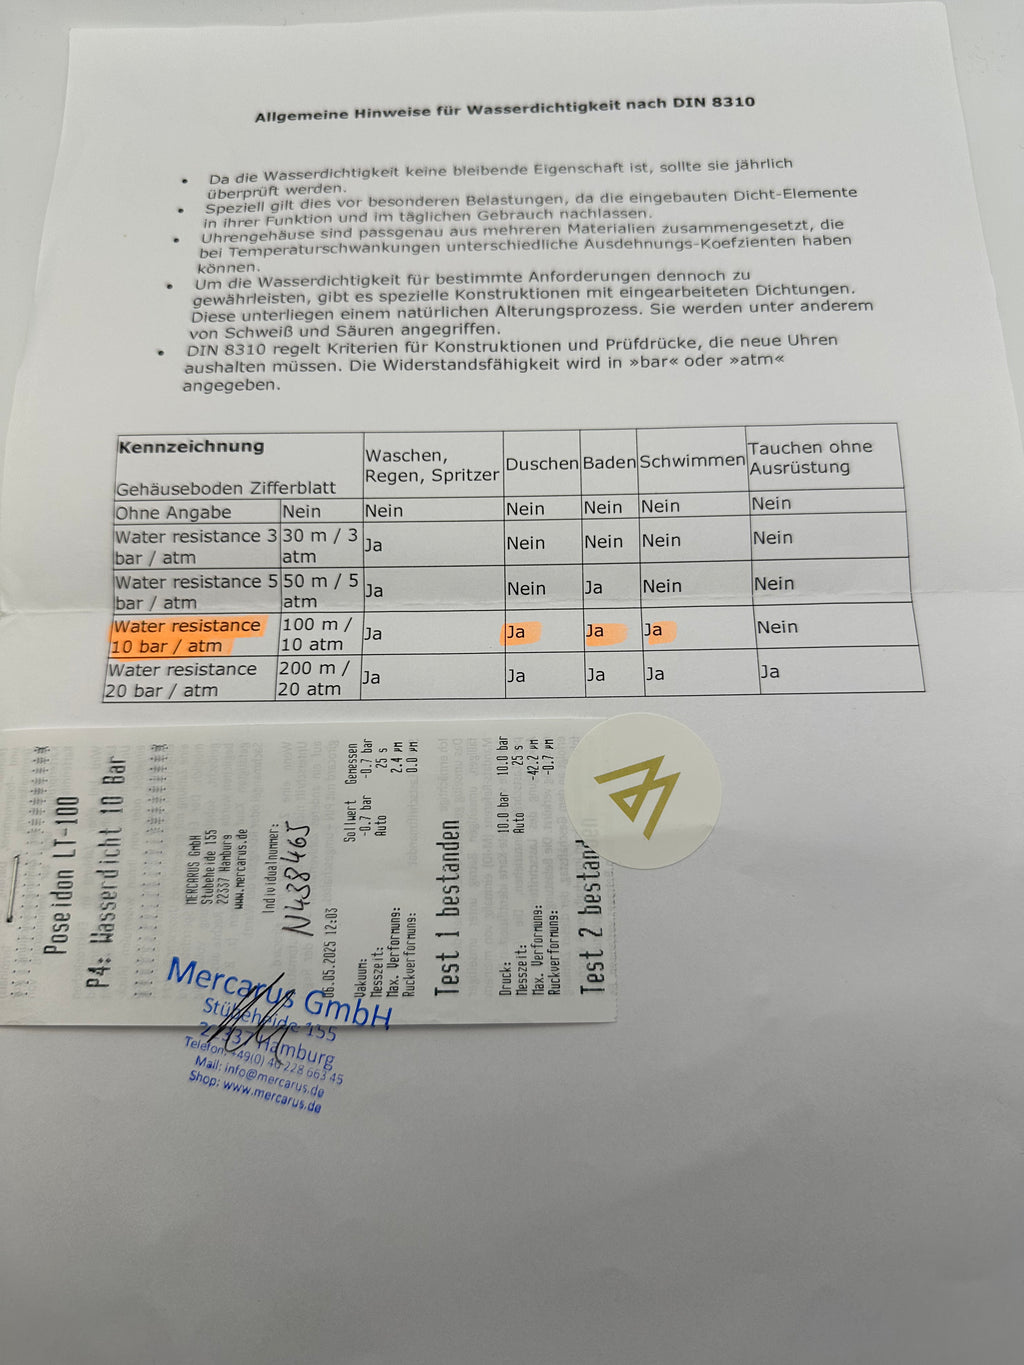 Allgemeine Hinweise für Wasserdichtigkeit nach DIN 8310
• Da die Wasserdichtigkeit keine bleibende Eigenschaft ist, sollte sie jährlich
überprüft werden.
• Speziell gilt dies vor besonderen Belastungen, da die eingebauten Dicht-Elemente
in ihrer Funktion und im täglichen Gebrauch nachlassen.
• Uhrengehäuse sind passgenau aus mehreren Materialien zusammengesetzt, die
bei Temperaturschwankungen unterschiedliche Ausdehnungs-Koefzienten haben
können.
• Um die Wasserdichtigkeit für bestimmte Anforderungen dennoch zu
gewährleisten, gibt es spezielle Konstruktionen mit eingearbeiteten Dichtungen.
Diese unterliegen einem natürlichen Alterungsprozess. Sie werden unter anderem
von Schweiß und Säuren angegriffen.
• DIN 8310 regelt Kriterien für Konstruktionen und Prüfdrücke, die neue Uhren
aushalten müssen. Die Widerstandsfähigkeit wird in »bar« oder »atm«
angegeben.
Kennzeichnung
Gehäuseboden Zifferblatt
Waschen,
Regen, Spritzer
Duschen
Baden
Schwimmen
Tauchen ohne
Ausrüstung
Ohne Angabe Nein Nein Nein Nein Nein Nein
Water resistance 3 30 m / 3 Ja Nein Nein Nein Nein
bar / atm atm
Water resistance 5 50 m / 5 Ja Nein Ja Nein Nein
bar / atm atm
Water resistance 100 m / Ja Ja Ja Ja Nein
10 bar / atm 10 atm
Water resistance 200 m / Ja Ja Ja Ja Ja
20 bar / atm 20 atm
Poseidon LT-100
P4: Wasserdicht 10 Bar
MERCARUS GmbH
Stübeheide 155
22337 Hamburg
www.mercarus.de
Individualnummer:
N438465
06.05.2025 12:03
Sollwert Gemessen
Vakuum: -0.7 bar -0.7 bar
Messzeit: Auto 25 s
Max. Verformung: 2.4 µm
Rückverformung: 0.0 µm
Test 1 bestanden
Druck: 10.0 bar 10.0 bar
Messzeit: Auto 25 s
Max. Verformung: -42.2 µm
Rückverformung: -0.7 µm
Test 2 bestand
Mercarus GmbH
Stübeheide 155
22337 Hamburg
Telefon: +49(0) 40 228 663 45
Mail: info@mercarus.de
Shop: www.mercarus.de